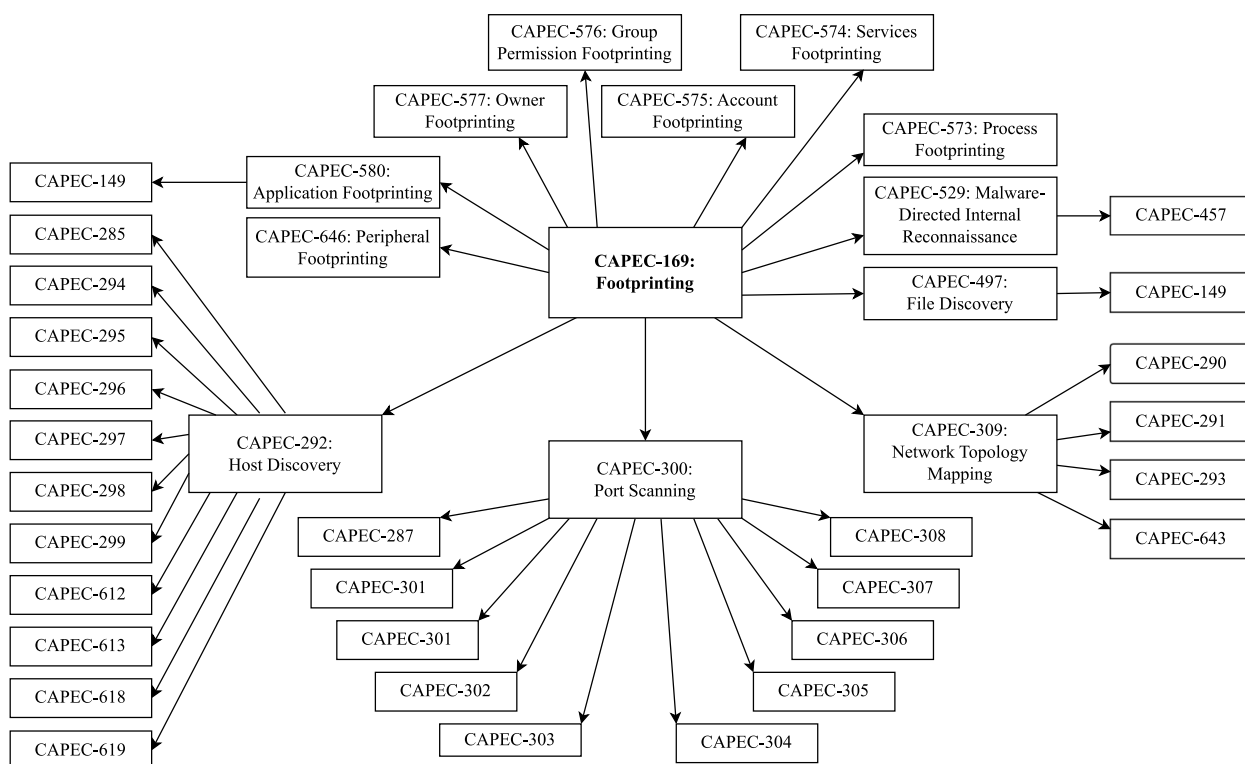 CAPEC-576: Group
Permission Footprinting
CAPEC-574: Services
Footprinting
CAPEC-577: Owner
Footprinting
CAPEC-575: Account
Footprinting
CAPEC-573: Process
Footprinting
CAPEC-149
CAPEC-580:
Application Footprinting
CAPEC-529: Malware-
Directed Internal
Reconnaissance
CAPEC-457
CAPEC-285
CAPEC-646: Peripheral
Footprinting
CAPEC-169:
Footprinting
CAPEC-497:
File Discovery
CAPEC-149
CAPEC-294
CAPEC-295
CAPEC-296
CAPEC-297
CAPEC-298
CAPEC-299
CAPEC-612
CAPEC-613
CAPEC-618
CAPEC-619
CAPEC-292:
Host Discovery
CAPEC-300:
Port Scanning
CAPEC-309:
Network Topology
Mapping
CAPEC-290
CAPEC-291
CAPEC-293
CAPEC-643
CAPEC-287
CAPEC-301
CAPEC-301
CAPEC-302
CAPEC-303
CAPEC-304
CAPEC-305
CAPEC-306
CAPEC-307
CAPEC-308